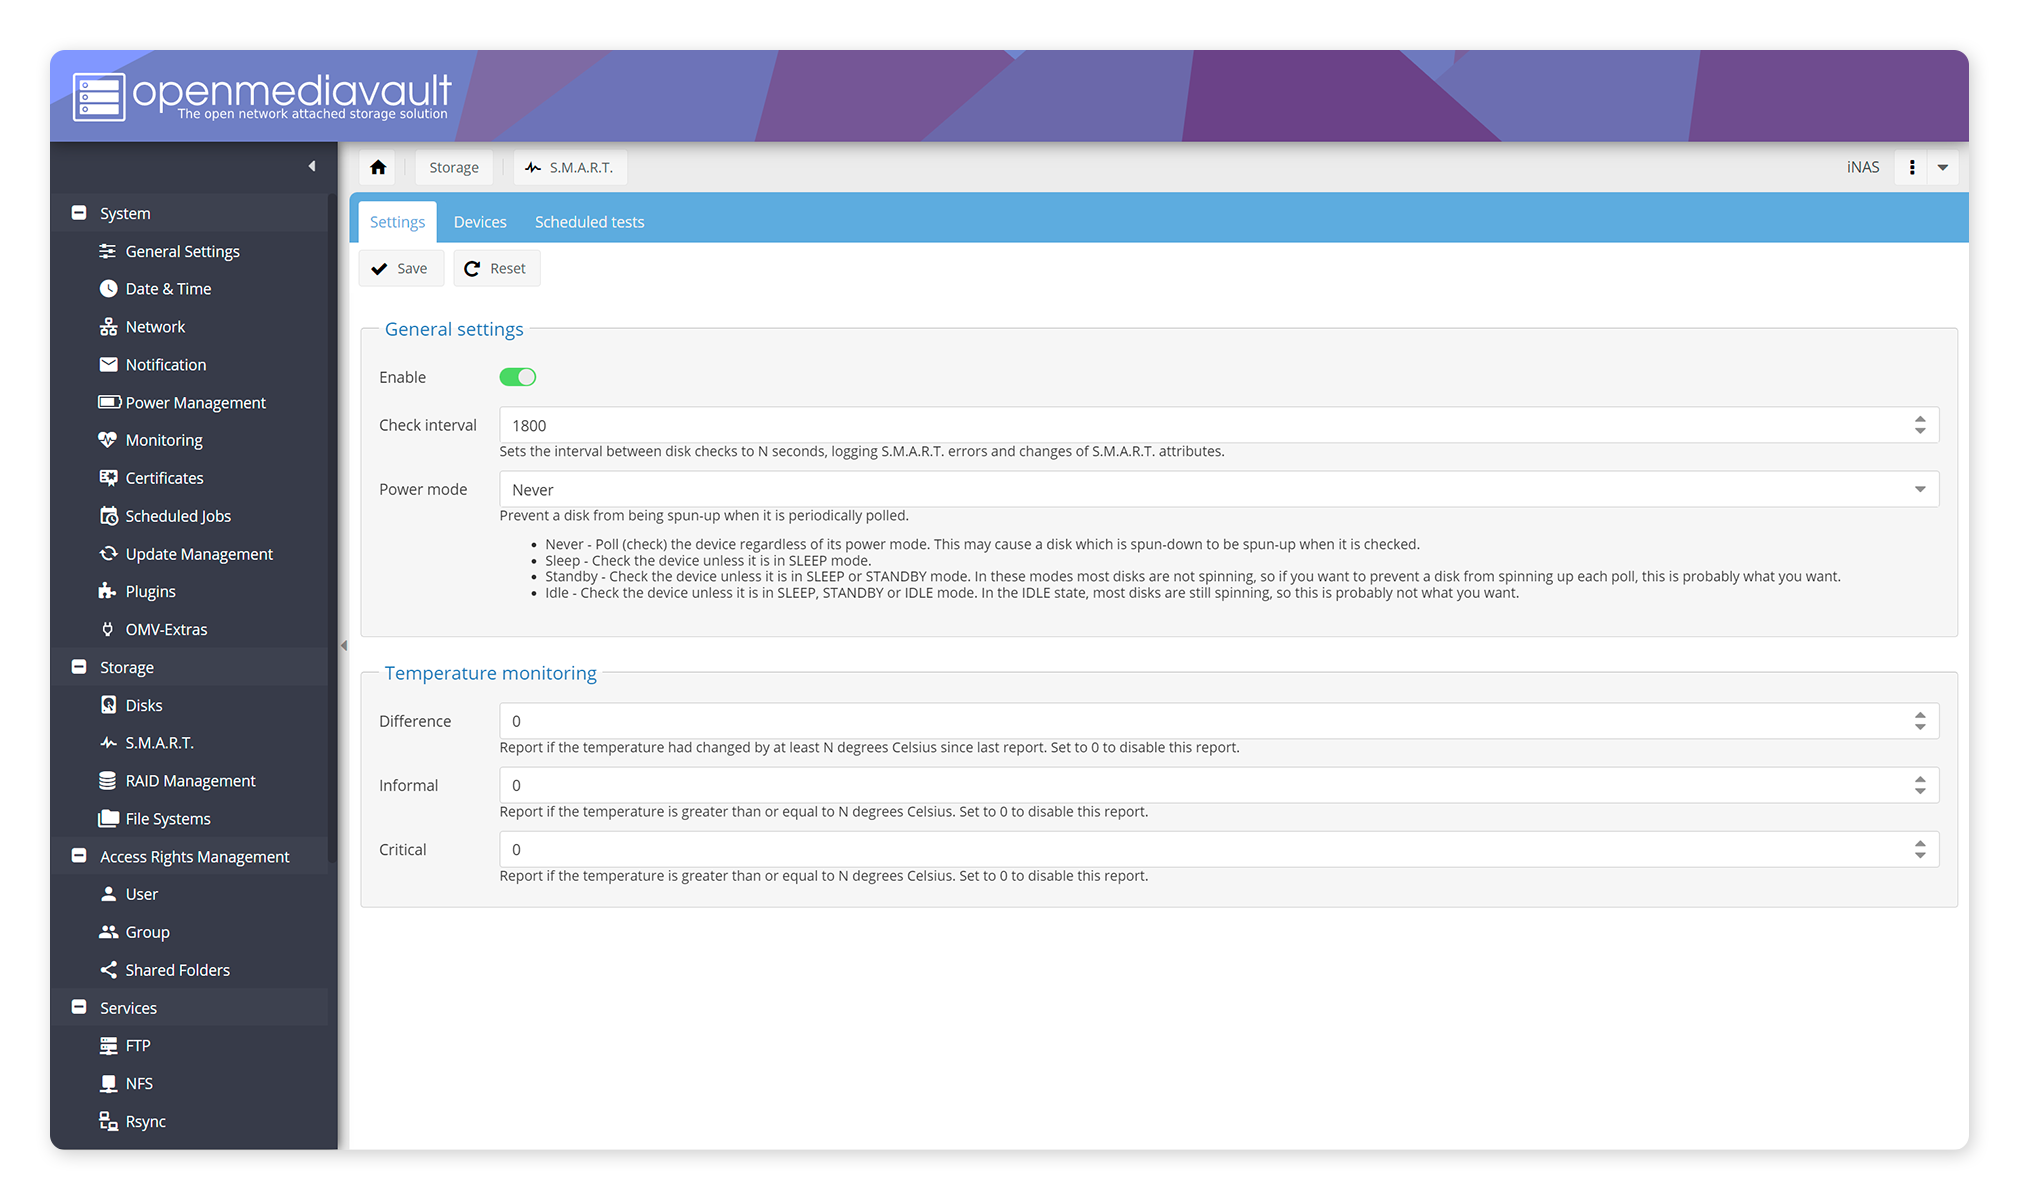 openmediavault
The open network attached storage solution
Storage
S.M.A.R.T.
iNAS
System
General Settings
Date & Time
Network
Notification
Power Management
Monitoring
Certificates
Scheduled Jobs
Update Management
Plugins
OMV-Extras
Storage
Disks
S.M.A.R.T.
RAID Management
File Systems
Access Rights Management
User
Group
Shared Folders
Services
FTP
NFS
Rsync
Settings Devices Scheduled tests
Save Reset
General settings
Enable
Check interval 1800
Sets the interval between disk checks to N seconds, logging S.M.A.R.T. errors and changes of S.M.A.R.T. attributes.
Power mode Never
Prevent a disk from being spun-up when it is periodically polled.
• Never - Poll (check) the device regardless of its power mode. This may cause a disk which is spun-down to be spun-up when it is checked.
• Sleep - Check the device unless it is in SLEEP mode.
• Standby - Check the device unless it is in SLEEP or STANDBY mode. In these modes most disks are not spinning, so if you want to prevent a disk from spinning up each poll, this is probably what you want.
• Idle - Check the device unless it is in SLEEP, STANDBY or IDLE mode. In the IDLE state, most disks are still spinning, so this is probably not what you want.
Temperature monitoring
Difference 0
Report if the temperature had changed by at least N degrees Celsius since last report. Set to 0 to disable this report.
Informal 0
Report if the temperature is greater than or equal to N degrees Celsius. Set to 0 to disable this report.
Critical 0
Report if the temperature is greater than or equal to N degrees Celsius. Set to 0 to disable this report.